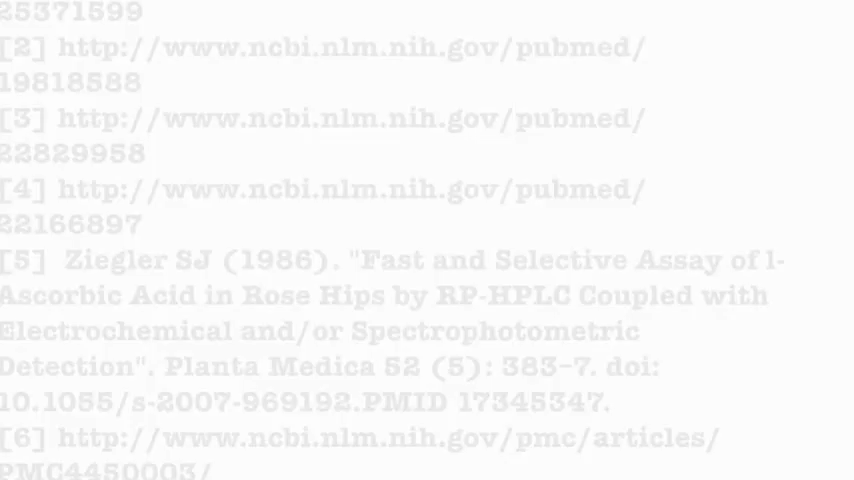 25371599
[2] http://www.ncbi.nlm.nih.gov/pubmed/
19818588
[3] http://www.ncbi.nlm.nih.gov/pubmed/
22829958
[4] http://www.ncbi.nlm.nih.gov/pubmed/
22166897
[5]  Ziegler SJ (1986). "Fast and Selective Assay of l-
Ascorbic Acid in Rose Hips by RP-HPLC Coupled with
Electrochemical and/or Spectrophotometric
Detection". Planta Medica 52 (5): 383–7. doi:
10.1055/s-2007-969192.PMID 17345347.
[6] http://www.ncbi.nlm.nih.gov/pmc/articles/
PMC4450003/